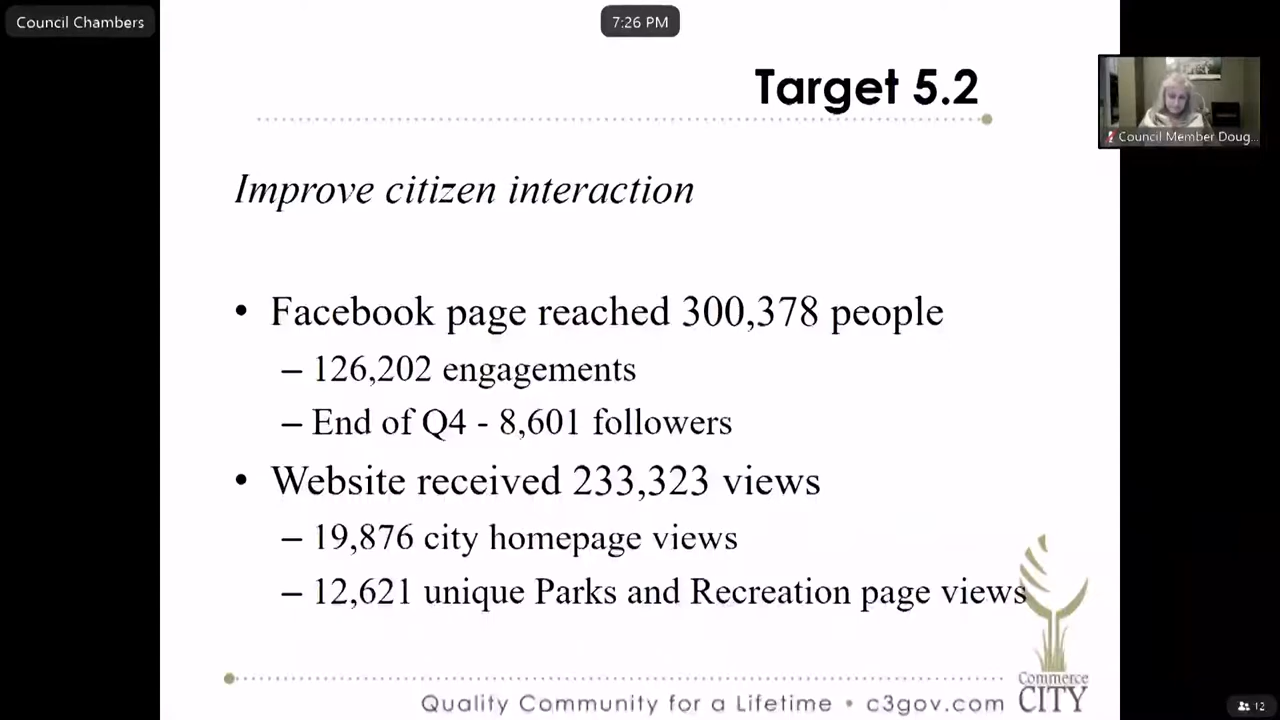 Council Chambers
7:26 PM
Target 5.2
Council Member Doug...
Improve citizen interaction
• Facebook page reached 300,378 people
– 126,202 engagements
– End of Q4 - 8,601 followers
• Website received 233,323 views
– 19,876 city homepage views
– 12,621 unique Parks and Recreation page views
Commerce
CITY
Quality Community for a Lifetime • c3gov.com
12